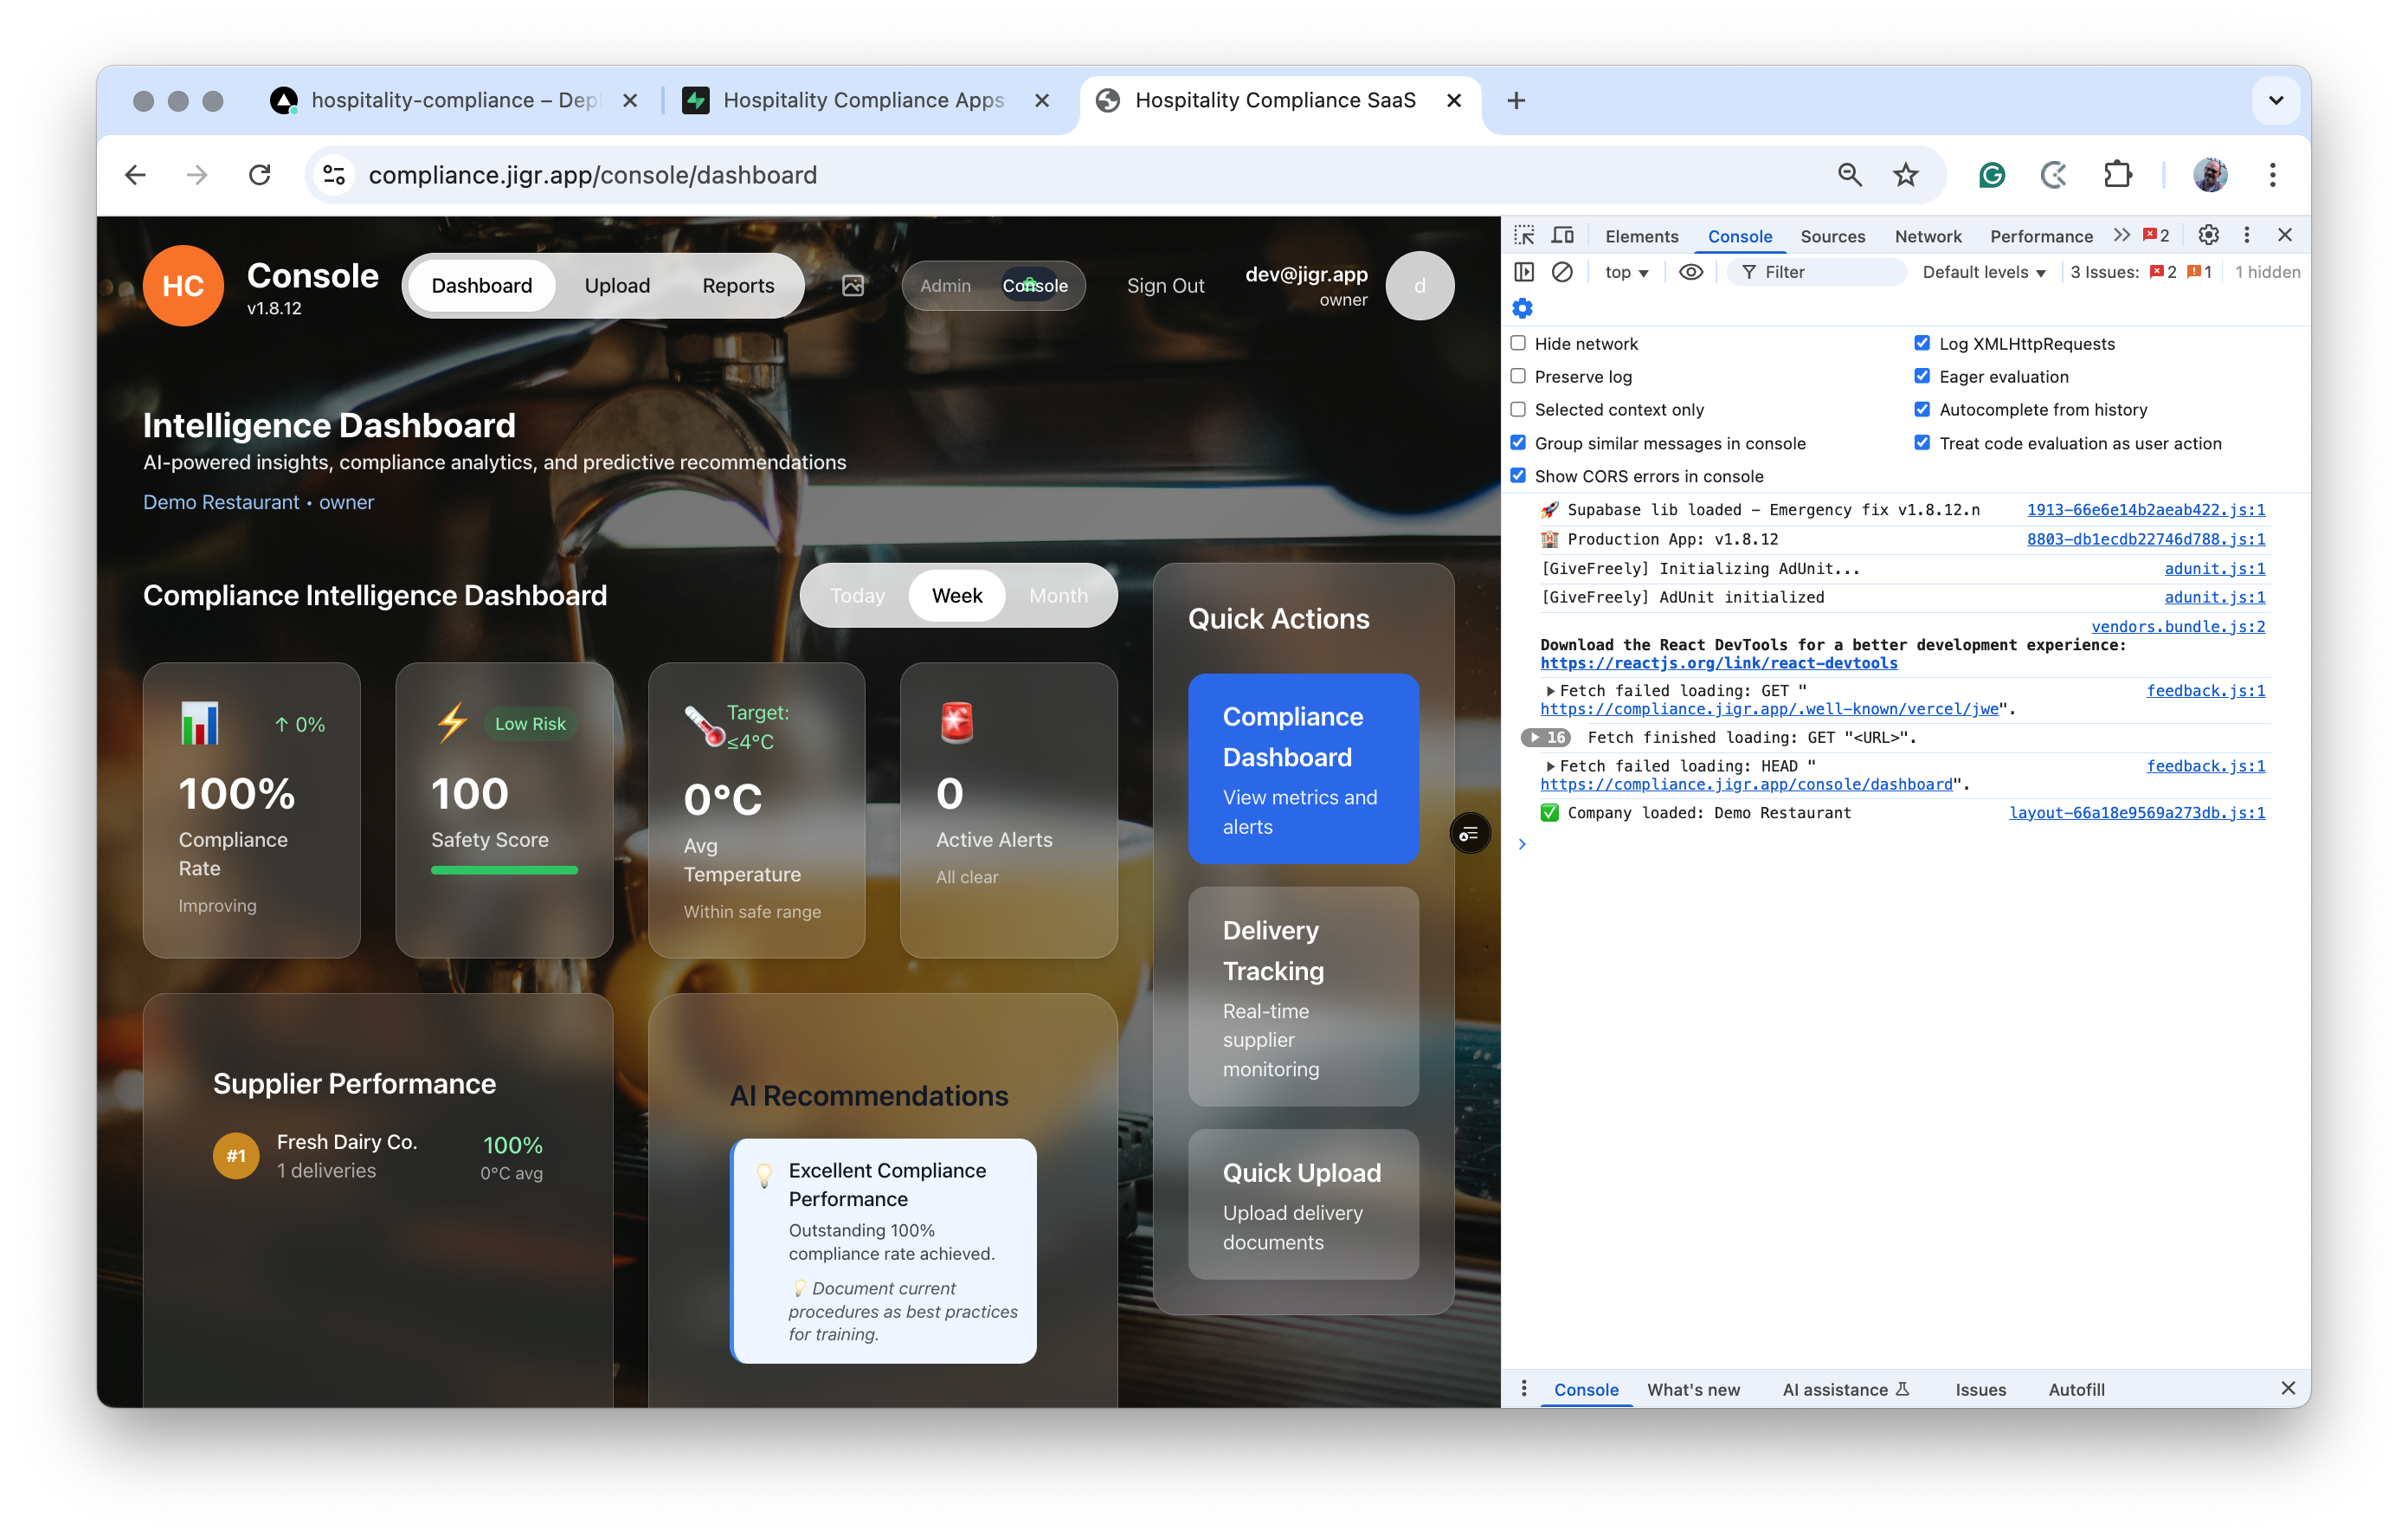 hospitality-compliance – Dep
Hospitality Compliance Apps
Hospitality Compliance SaaS
compliance.jigr.app/console/dashboard
HC
Console
v1.8.12
Dashboard
Upload
Reports
Admin
Console
Sign Out
dev@jigr.app
owner
d
Intelligence Dashboard
AI-powered insights, compliance analytics, and predictive recommendations
Demo Restaurant • owner
Compliance Intelligence Dashboard
Today
Week
Month
↑ 0%
100%
Compliance
Rate
Improving
Low Risk
100
Safety Score
Target:
≤4°C
0°C
Avg
Temperature
Within safe range
0
Active Alerts
All clear
Supplier Performance
#1
Fresh Dairy Co.
1 deliveries
100%
0°C avg
AI Recommendations
Excellent Compliance
Performance
Outstanding 100%
compliance rate achieved.
💡 Document current
procedures as best practices
for training.
Quick Actions
Compliance
Dashboard
View metrics and
alerts
Delivery
Tracking
Real-time
supplier
monitoring
Quick Upload
Upload delivery
documents
Elements
Console
Sources
Network
Performance
2
top
Filter
Default levels
3 Issues:
2
1
1 hidden
Hide network
Log XMLHttpRequests
Preserve log
Eager evaluation
Selected context only
Autocomplete from history
Group similar messages in console
Treat code evaluation as user action
Show CORS errors in console
🚀 Supabase lib loaded – Emergency fix v1.8.12.n 1913-66e6e14b2aeab422.js:1
🏰 Production App: v1.8.12 8803-db1ecdb22746d788.js:1
[GiveFreely] Initializing AdUnit... adunit.js:1
[GiveFreely] AdUnit initialized adunit.js:1
vendors.bundle.js:2
Download the React DevTools for a better development experience:
https://reactjs.org/link/react-devtools
Fetch failed loading: GET " feedback.js:1
https://compliance.jigr.app/.well-known/vercel/jwe".
16 Fetch finished loading: GET "<URL>".
Fetch failed loading: HEAD " feedback.js:1
https://compliance.jigr.app/console/dashboard".
✅ Company loaded: Demo Restaurant layout-66a18e9569a273db.js:1
Console
What's new
AI assistance
Issues
Autofill